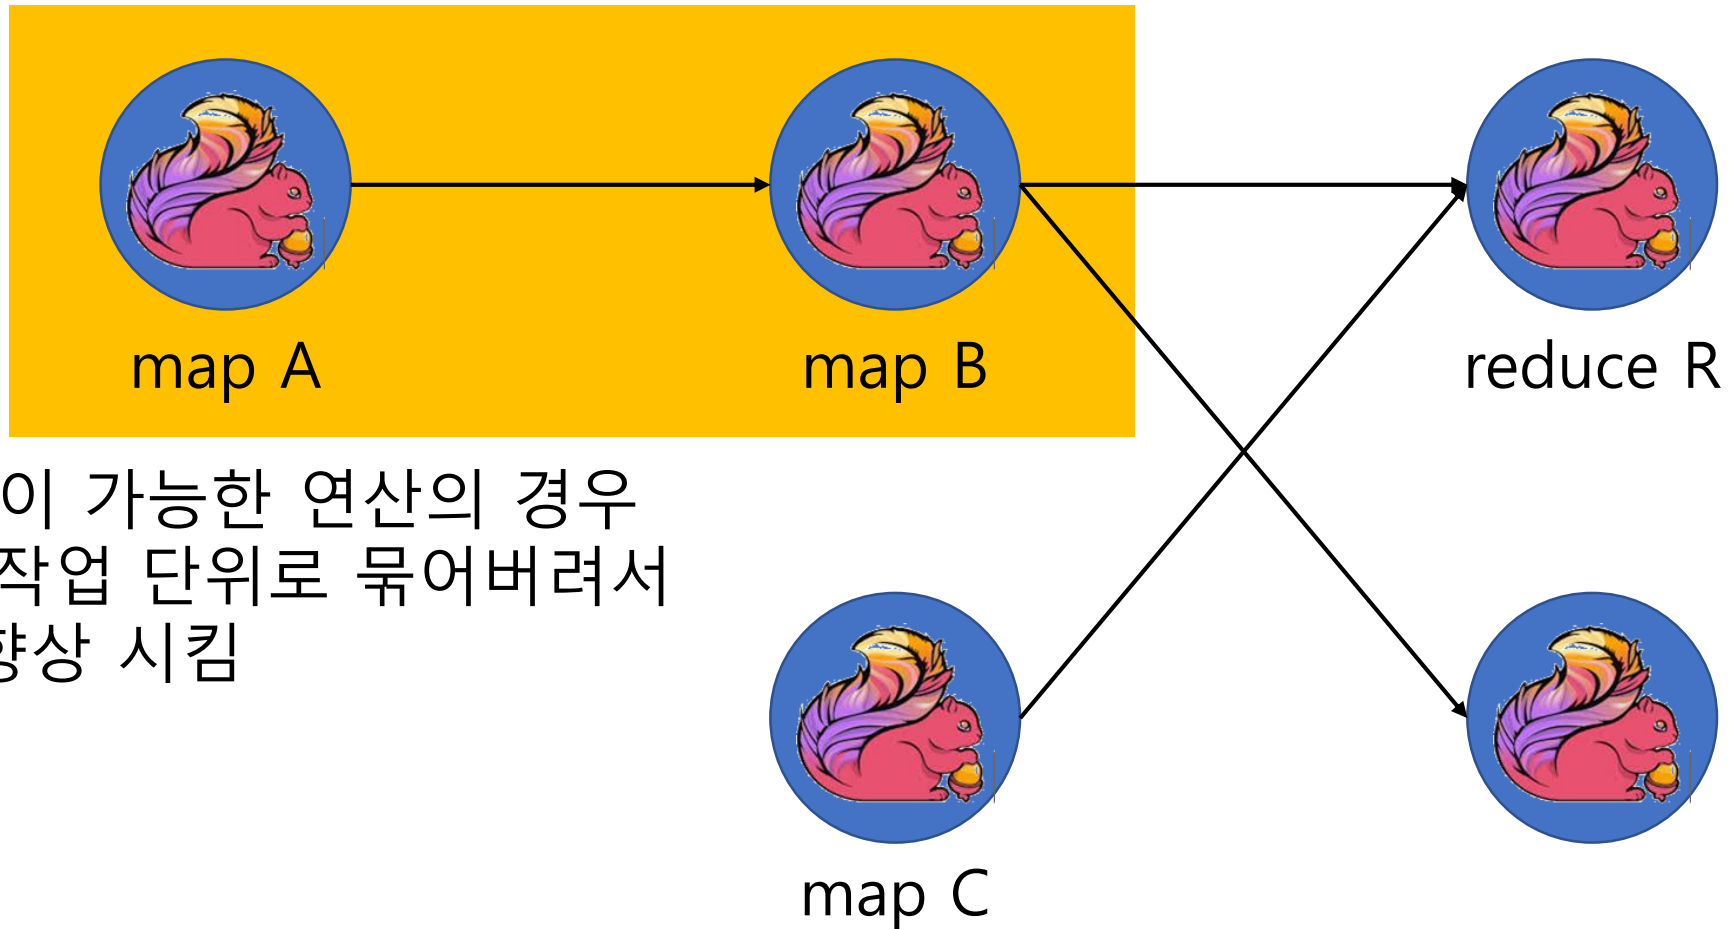 map A
map B
reduce R
이 가능한 연산의 경우
작업 단위로 묶어버려서
향상 시킴
map C